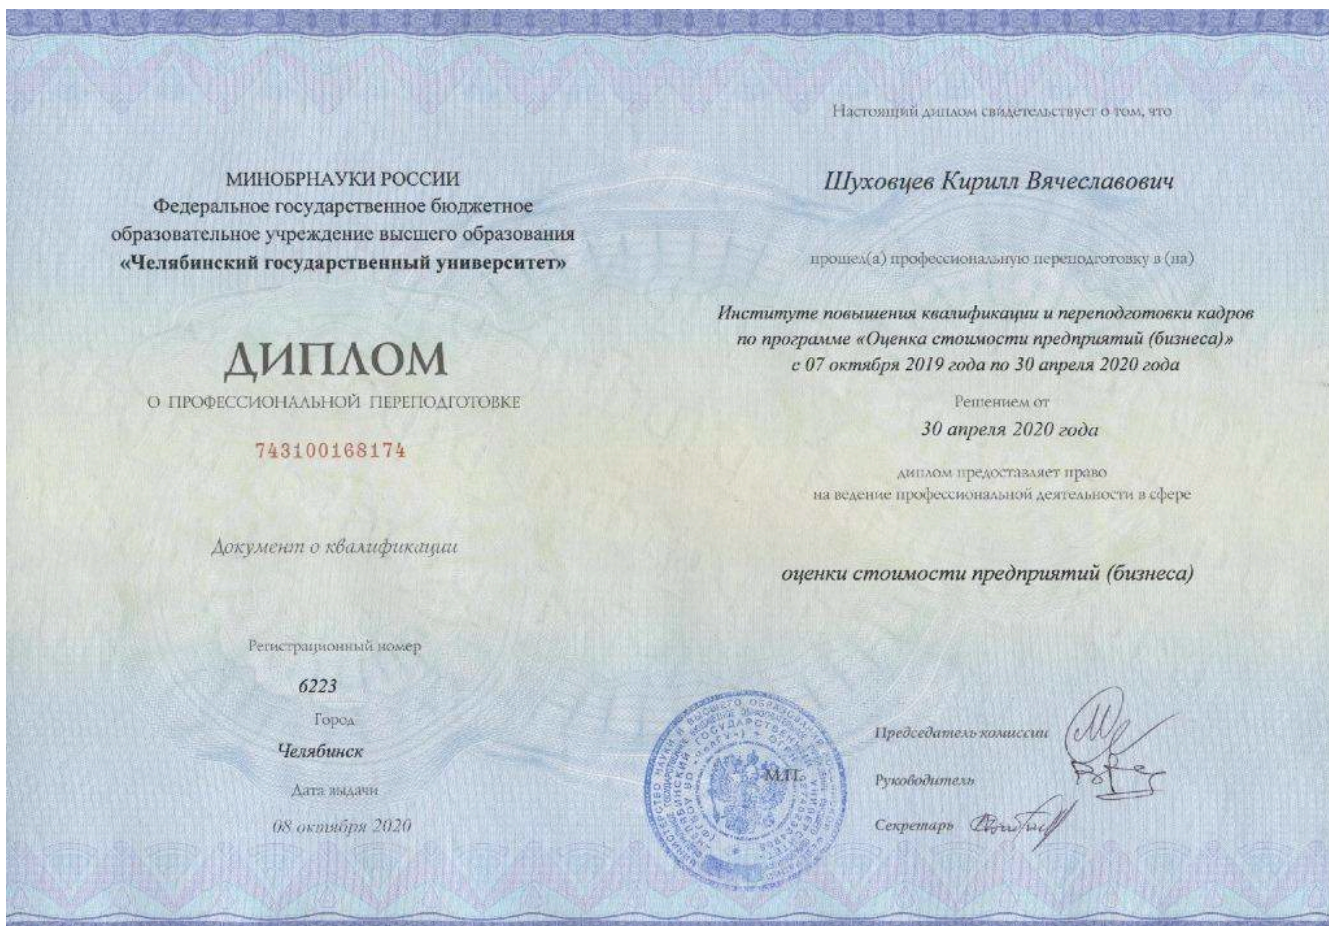 МИНОБРНАУКИ РОССИИ
Федеральное государственное бюджетное
образовательное учреждение высшего образования
«Челябинский государственный университет»
ДИПЛОМ
О ПРОФЕССИОНАЛЬНОЙ ПЕРЕПОДГОТОВКЕ
743100168174
Документ о квалификации
Регистрационный номер
6223
Город
Челябинск
Дата выдачи
08 октября 2020
Настоящий диплом свидетельствует о том, что
Шуховцев Кирилл Вячеславович
прошел(а) профессиональную переподготовку в (на)
Институте повышения квалификации и переподготовки кадров
по программе «Оценка стоимости предприятий (бизнеса)»
с 07 октября 2019 года по 30 апреля 2020 года
Решением от
30 апреля 2020 года
диплом предоставляет право
на ведение профессиональной деятельности в сфере
оценки стоимости предприятий (бизнеса)
М.П.
Председатель комиссии
Руководитель
Секретарь